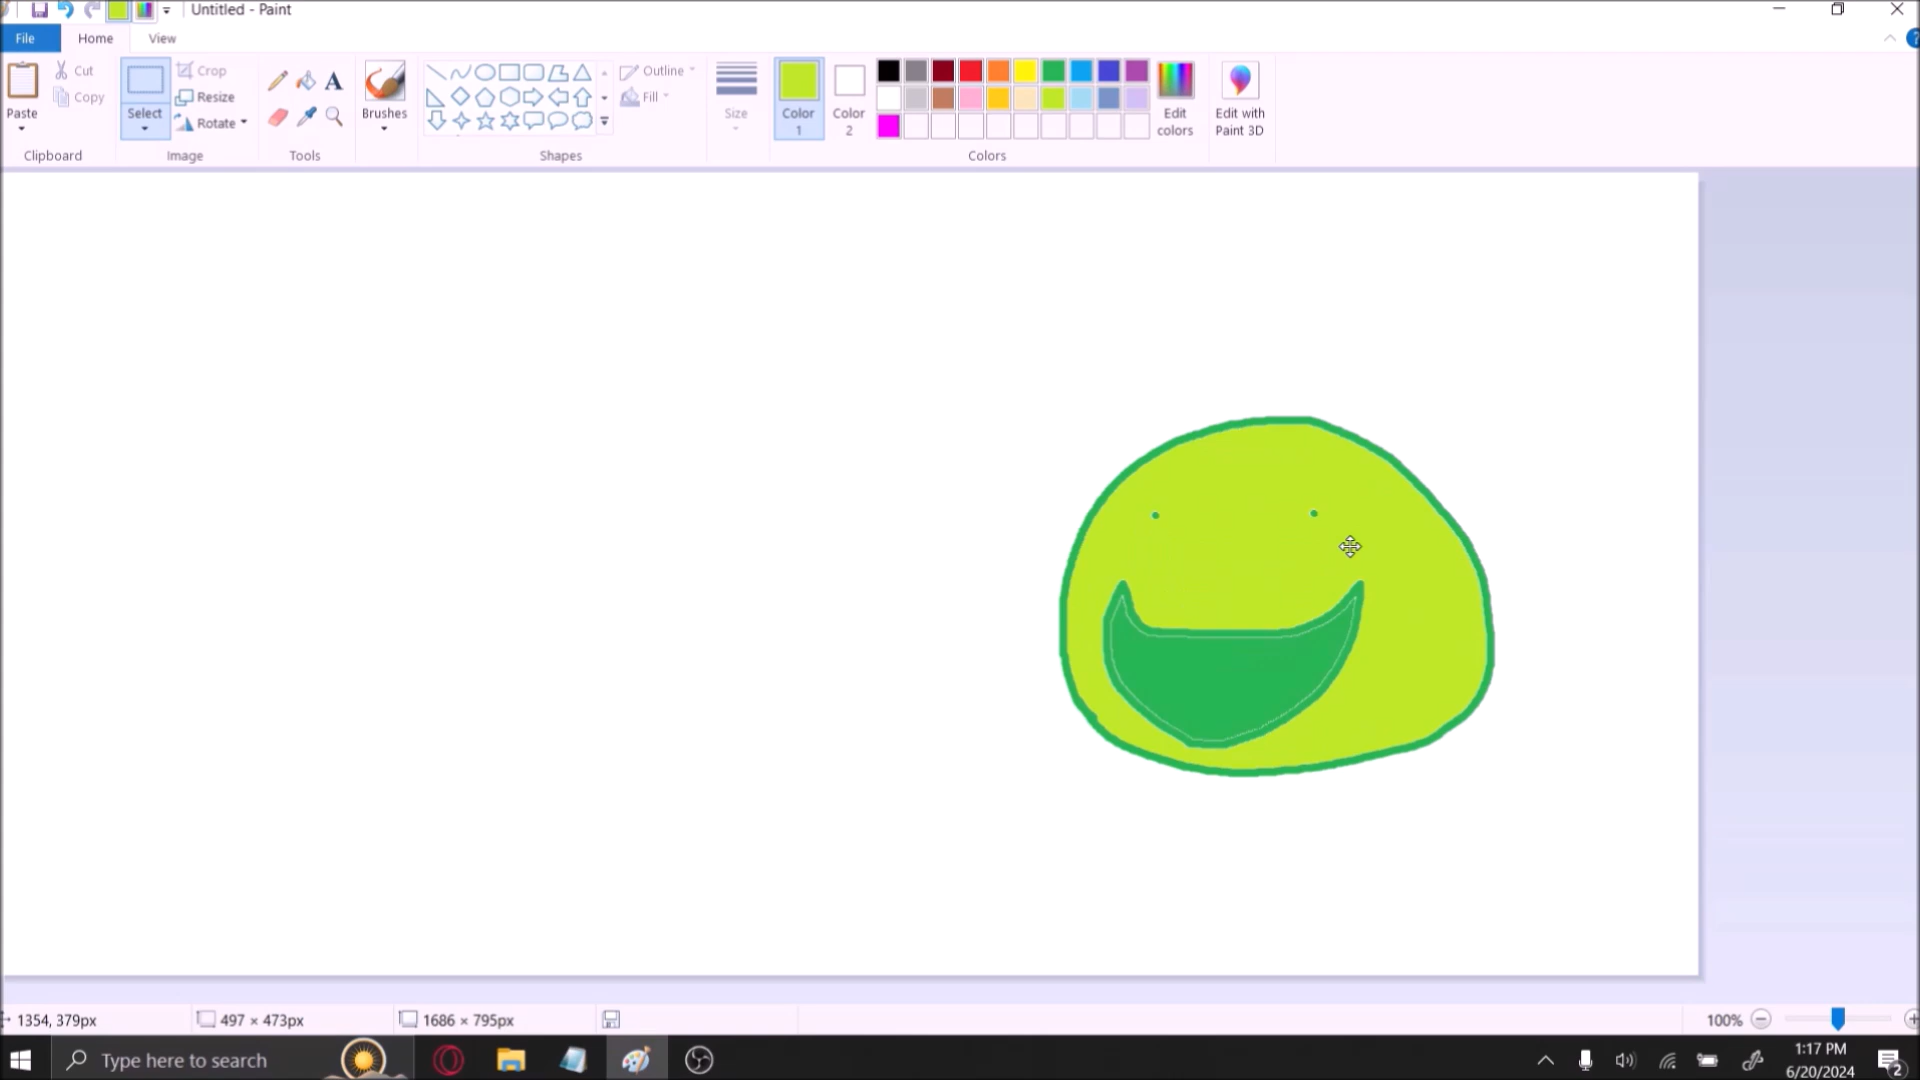 Untitled - Paint
File
Home
View
Paste
Cut
Copy
Clipboard
Select
Crop
Resize
Rotate
Image
A
Tools
Brushes
Shapes
Outline
Fill
Size
Color
1
Color
2
Edit
colors
Colors
Edit with
Paint 3D
1354, 379px
497 × 473px
1686 × 795px
100%
Type here to search
1:17 PM
6/20/2024
2